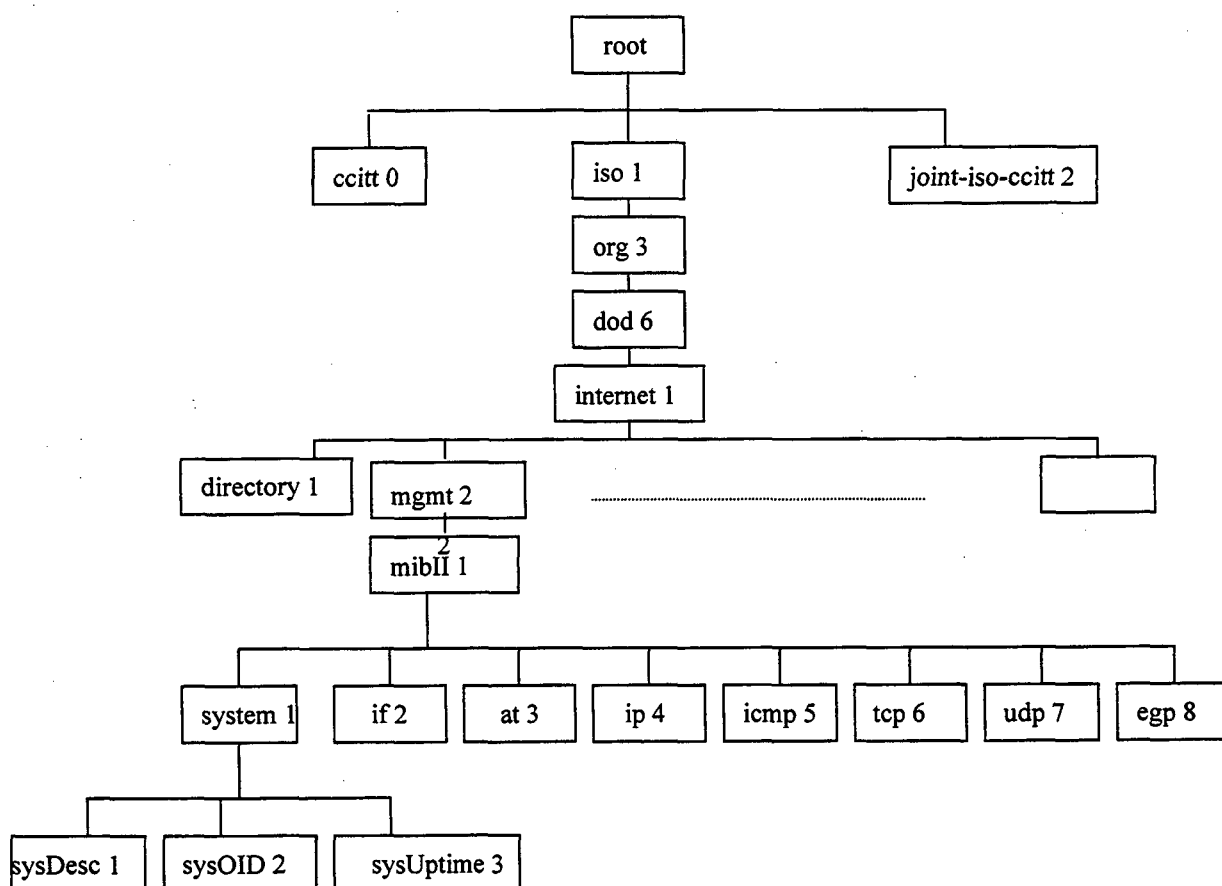 root
ccitt 0
iso 1
joint-iso-ccitt 2
org 3
dod 6
internet 1
directory 1
mgmt 2
2
mibII 1
system 1
if 2
at 3
ip 4
icmp 5
tcp 6
udp 7
egp 8
sysDesc 1
sysOID 2
sysUptime 3